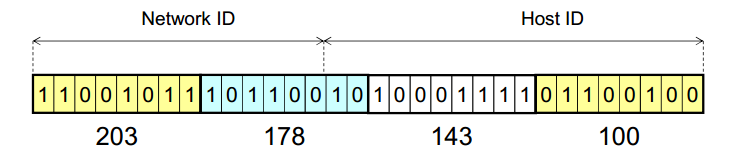 Network ID Host ID
1 1 0 0 1 0 1 1 1 0 1 1 0 0 1 0 1 0 0 0 1 1 1 1 0 1 1 0 0 1 0 0
203 178 143 100